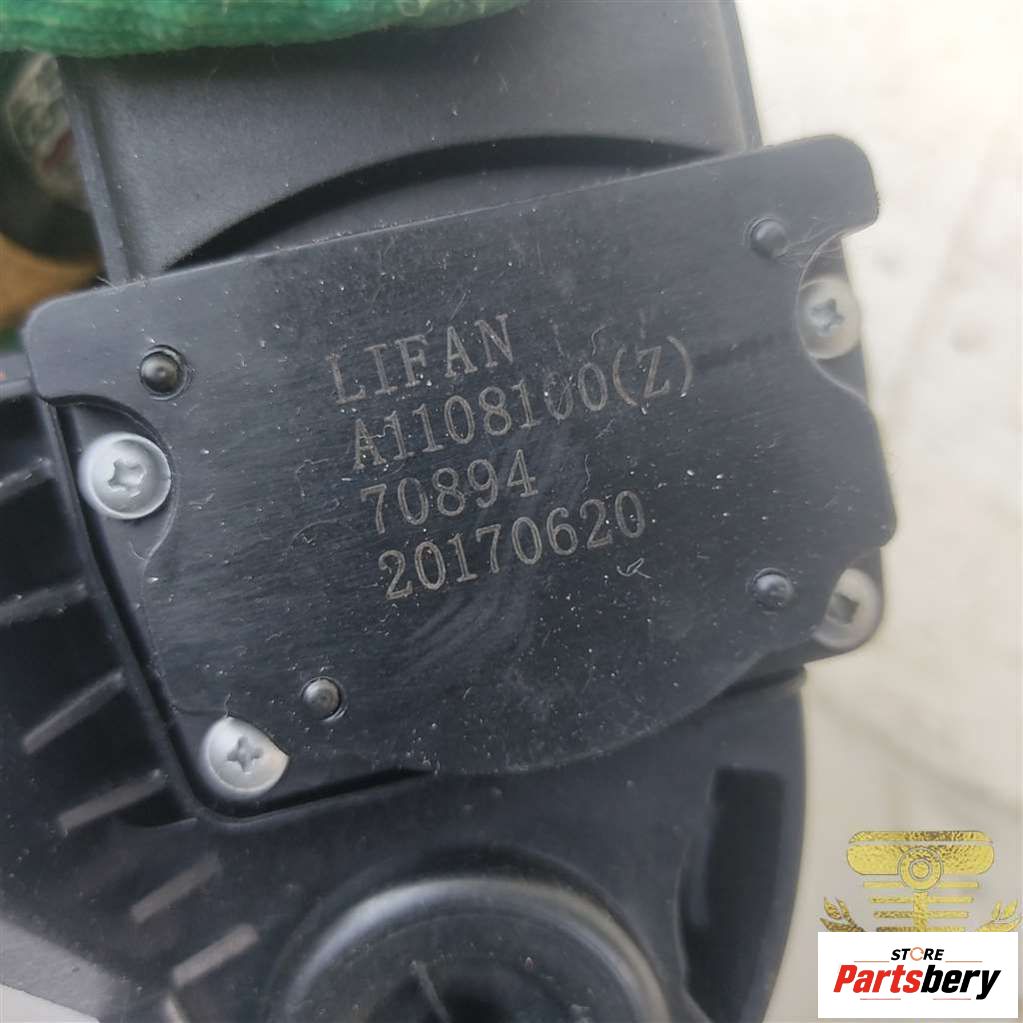 LIFAN
A1108100(Z)
70894
20170620
STORE
Partsbery